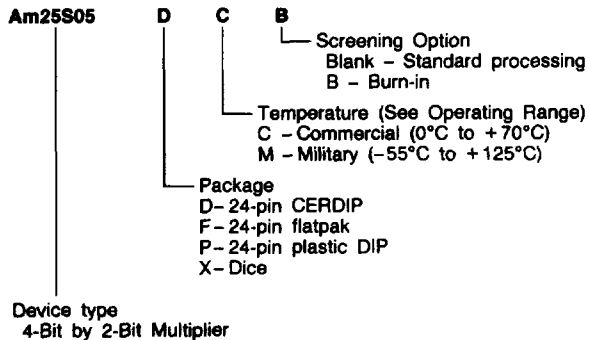 Am25S05 D C B
Screening Option
Blank – Standard processing
B – Burn-in
Temperature (See Operating Range)
C – Commercial (0°C to +70°C)
M – Military (–55°C to +125°C)
Package
D – 24-pin CERDIP
F – 24-pin flatpak
P – 24-pin plastic DIP
X – Dice
Device type
4-Bit by 2-Bit Multiplier